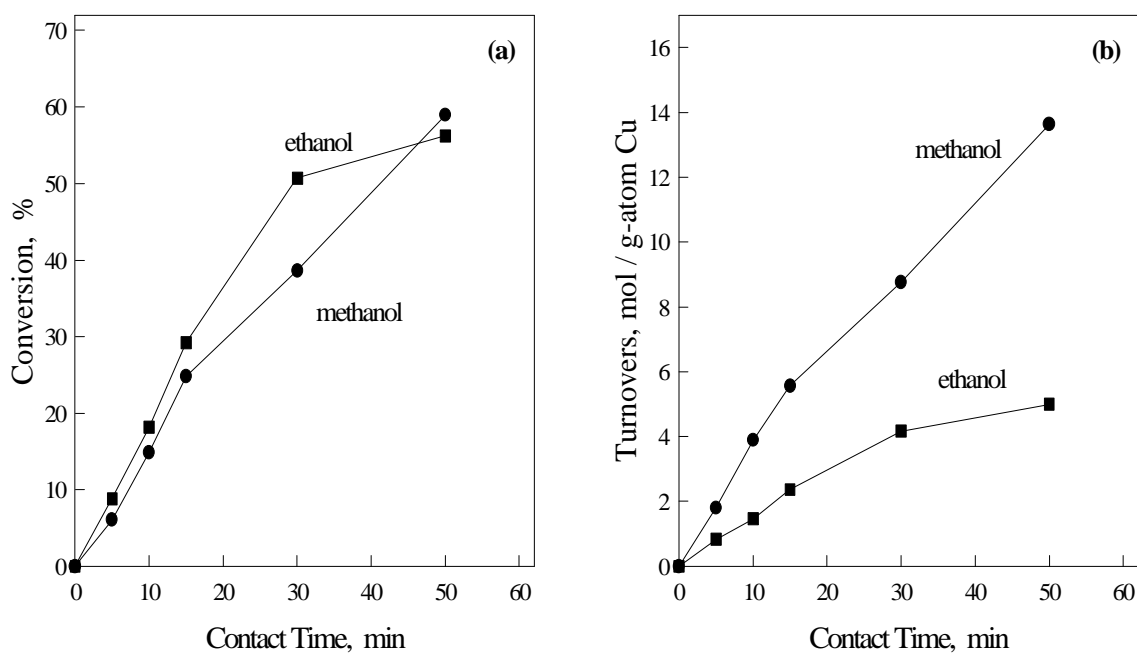 (a)
70
60
50
40
30
20
10
0
Conversion, %
ethanol
methanol
0 10 20 30 40 50 60
Contact Time, min
(b)
16
14
12
10
8
6
4
2
0
Turnovers, mol / g-atom Cu
methanol
ethanol
0 10 20 30 40 50 60
Contact Time, min